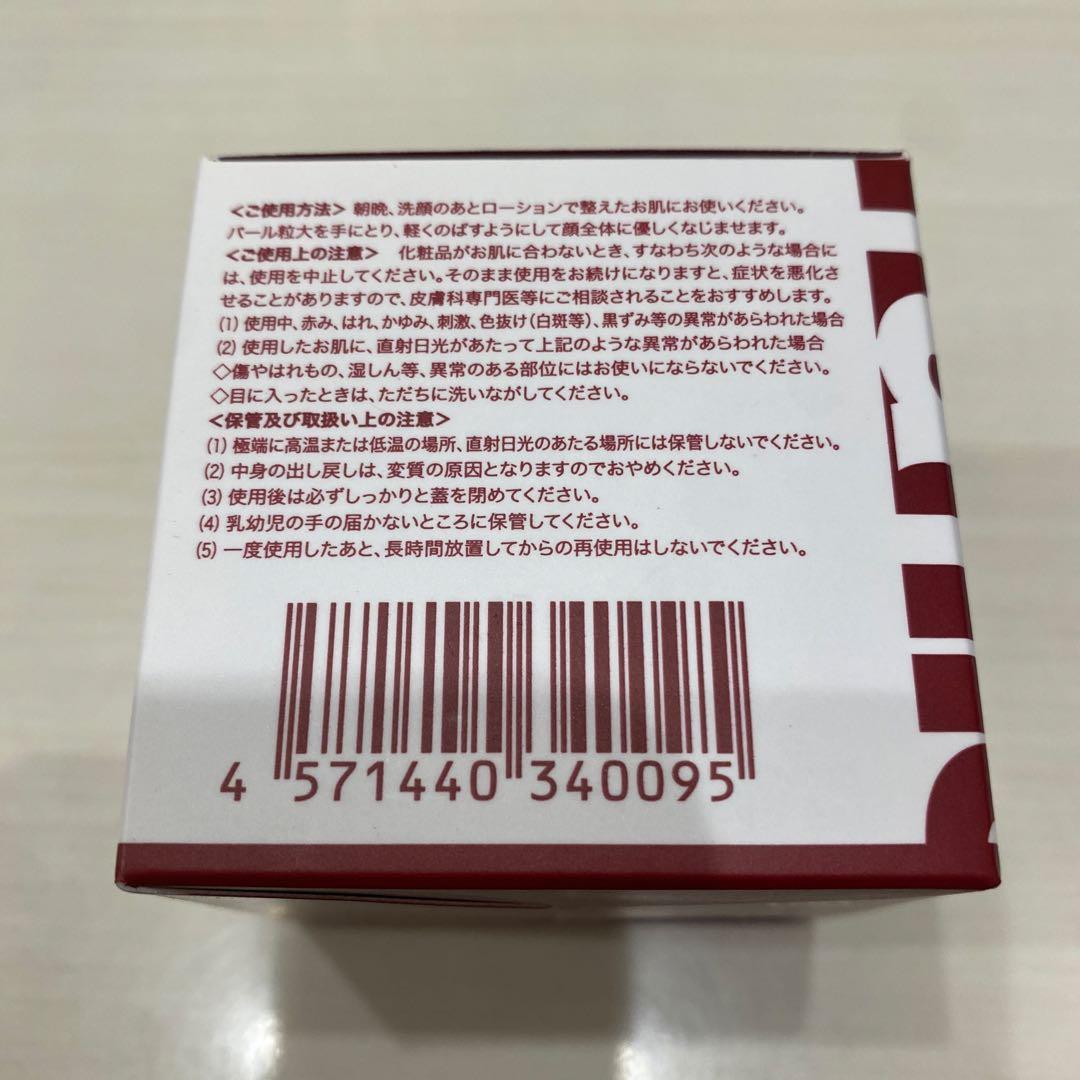 <ご使用方法> 朝晩、洗顔のあとローションで整えたお肌にお使いください。
パール粒大を手にとり、軽くのばすようにして顔全体に優しくなじませます。
<ご使用上の注意> 化粧品がお肌に合わないとき、すなわち次のような場合に
は、使用を中止してください。そのまま使用をお続けになりますと、症状を悪化さ
せることがありますので、皮膚科専門医等にご相談されることをおすすめします。
(1) 使用中、赤み、はれ、かゆみ、刺激、色抜け(白斑等)、黒ずみ等の異常があらわれた場合
(2) 使用したお肌に、直射日光があたって上記のような異常があらわれた場合
◇傷やはれもの、湿しん等、異常のある部位にはお使いにならないでください。
◇目に入ったときは、ただちに洗いながしてください。
<保管及び取扱い上の注意>
(1) 極端に高温または低温の場所、直射日光のあたる場所には保管しないでください。
(2) 中身の出し戻しは、変質の原因となりますのでおやめください。
(3) 使用後は必ずしっかりと蓋を閉めてください。
(4) 乳幼児の手の届かないところに保管してください。
(5) 一度使用したあと、長時間放置してからの再使用はしないでください。
4 571440 340095